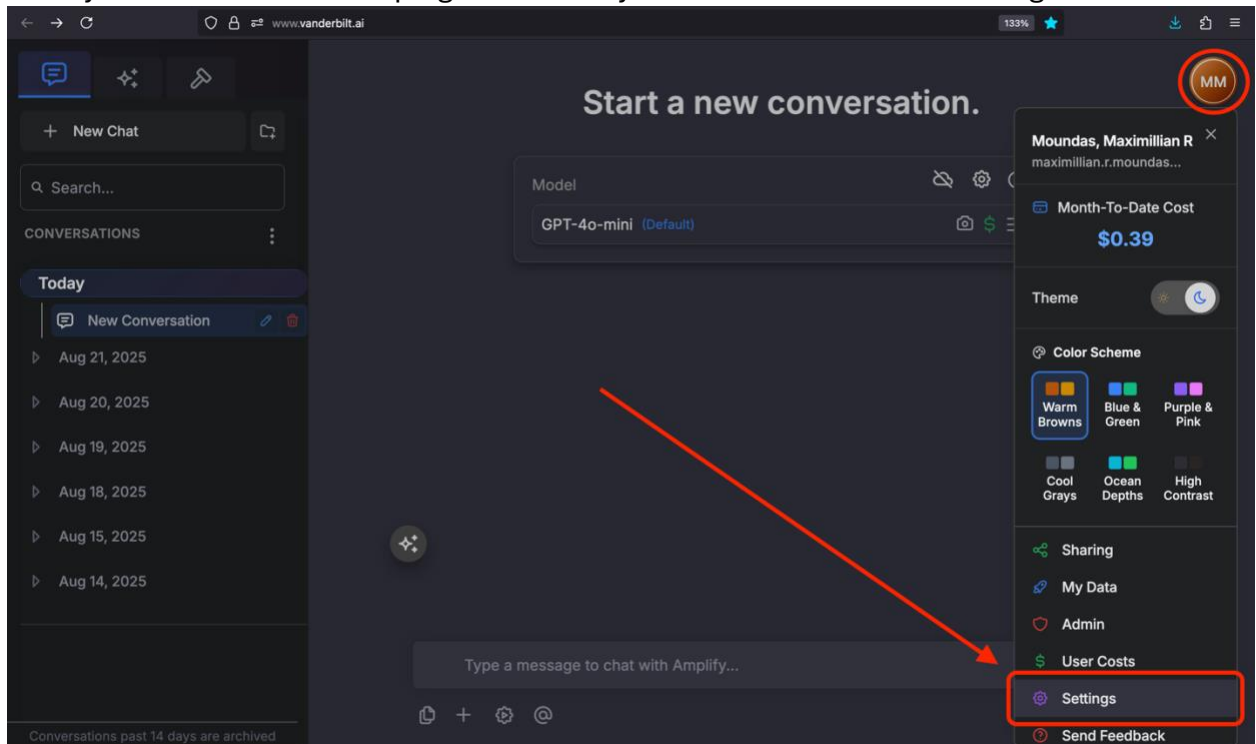 www.vanderbilt.ai
133%
MM
Start a new conversation.
New Chat
Search...
CONVERSATIONS
Today
New Conversation
Aug 21, 2025
Aug 20, 2025
Aug 19, 2025
Aug 18, 2025
Aug 15, 2025
Aug 14, 2025
Conversations past 14 days are archived
Model
GPT-4o-mini (Default)
Type a message to chat with Amplify...
Moundas, Maximillian R
maximillian.r.moundas...
Month-To-Date Cost
$0.39
Theme
Color Scheme
Warm Browns
Blue & Green
Purple & Pink
Cool Grays
Ocean Depths
High Contrast
Sharing
My Data
Admin
$ User Costs
Settings
Send Feedback